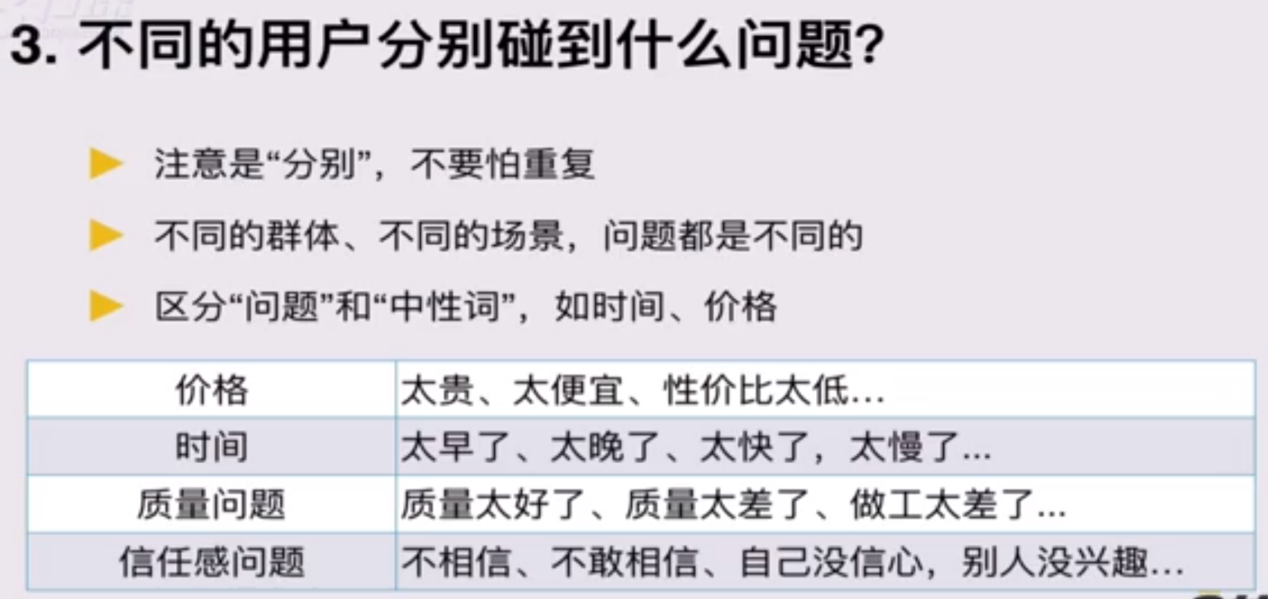 3. 不同的用户分别碰到什么问题?
注意是“分别”，不要怕重复
不同的群体、不同的场景，问题都是不同的
区分“问题”和“中性词”，如时间、价格
价格 太贵、太便宜、性价比太低...
时间 太早了、太晚了、太快了，太慢了...
质量问题 质量太好了、质量太差了、做工太差了...
信任感问题 不相信、不敢相信、自己没信心，别人没兴趣...